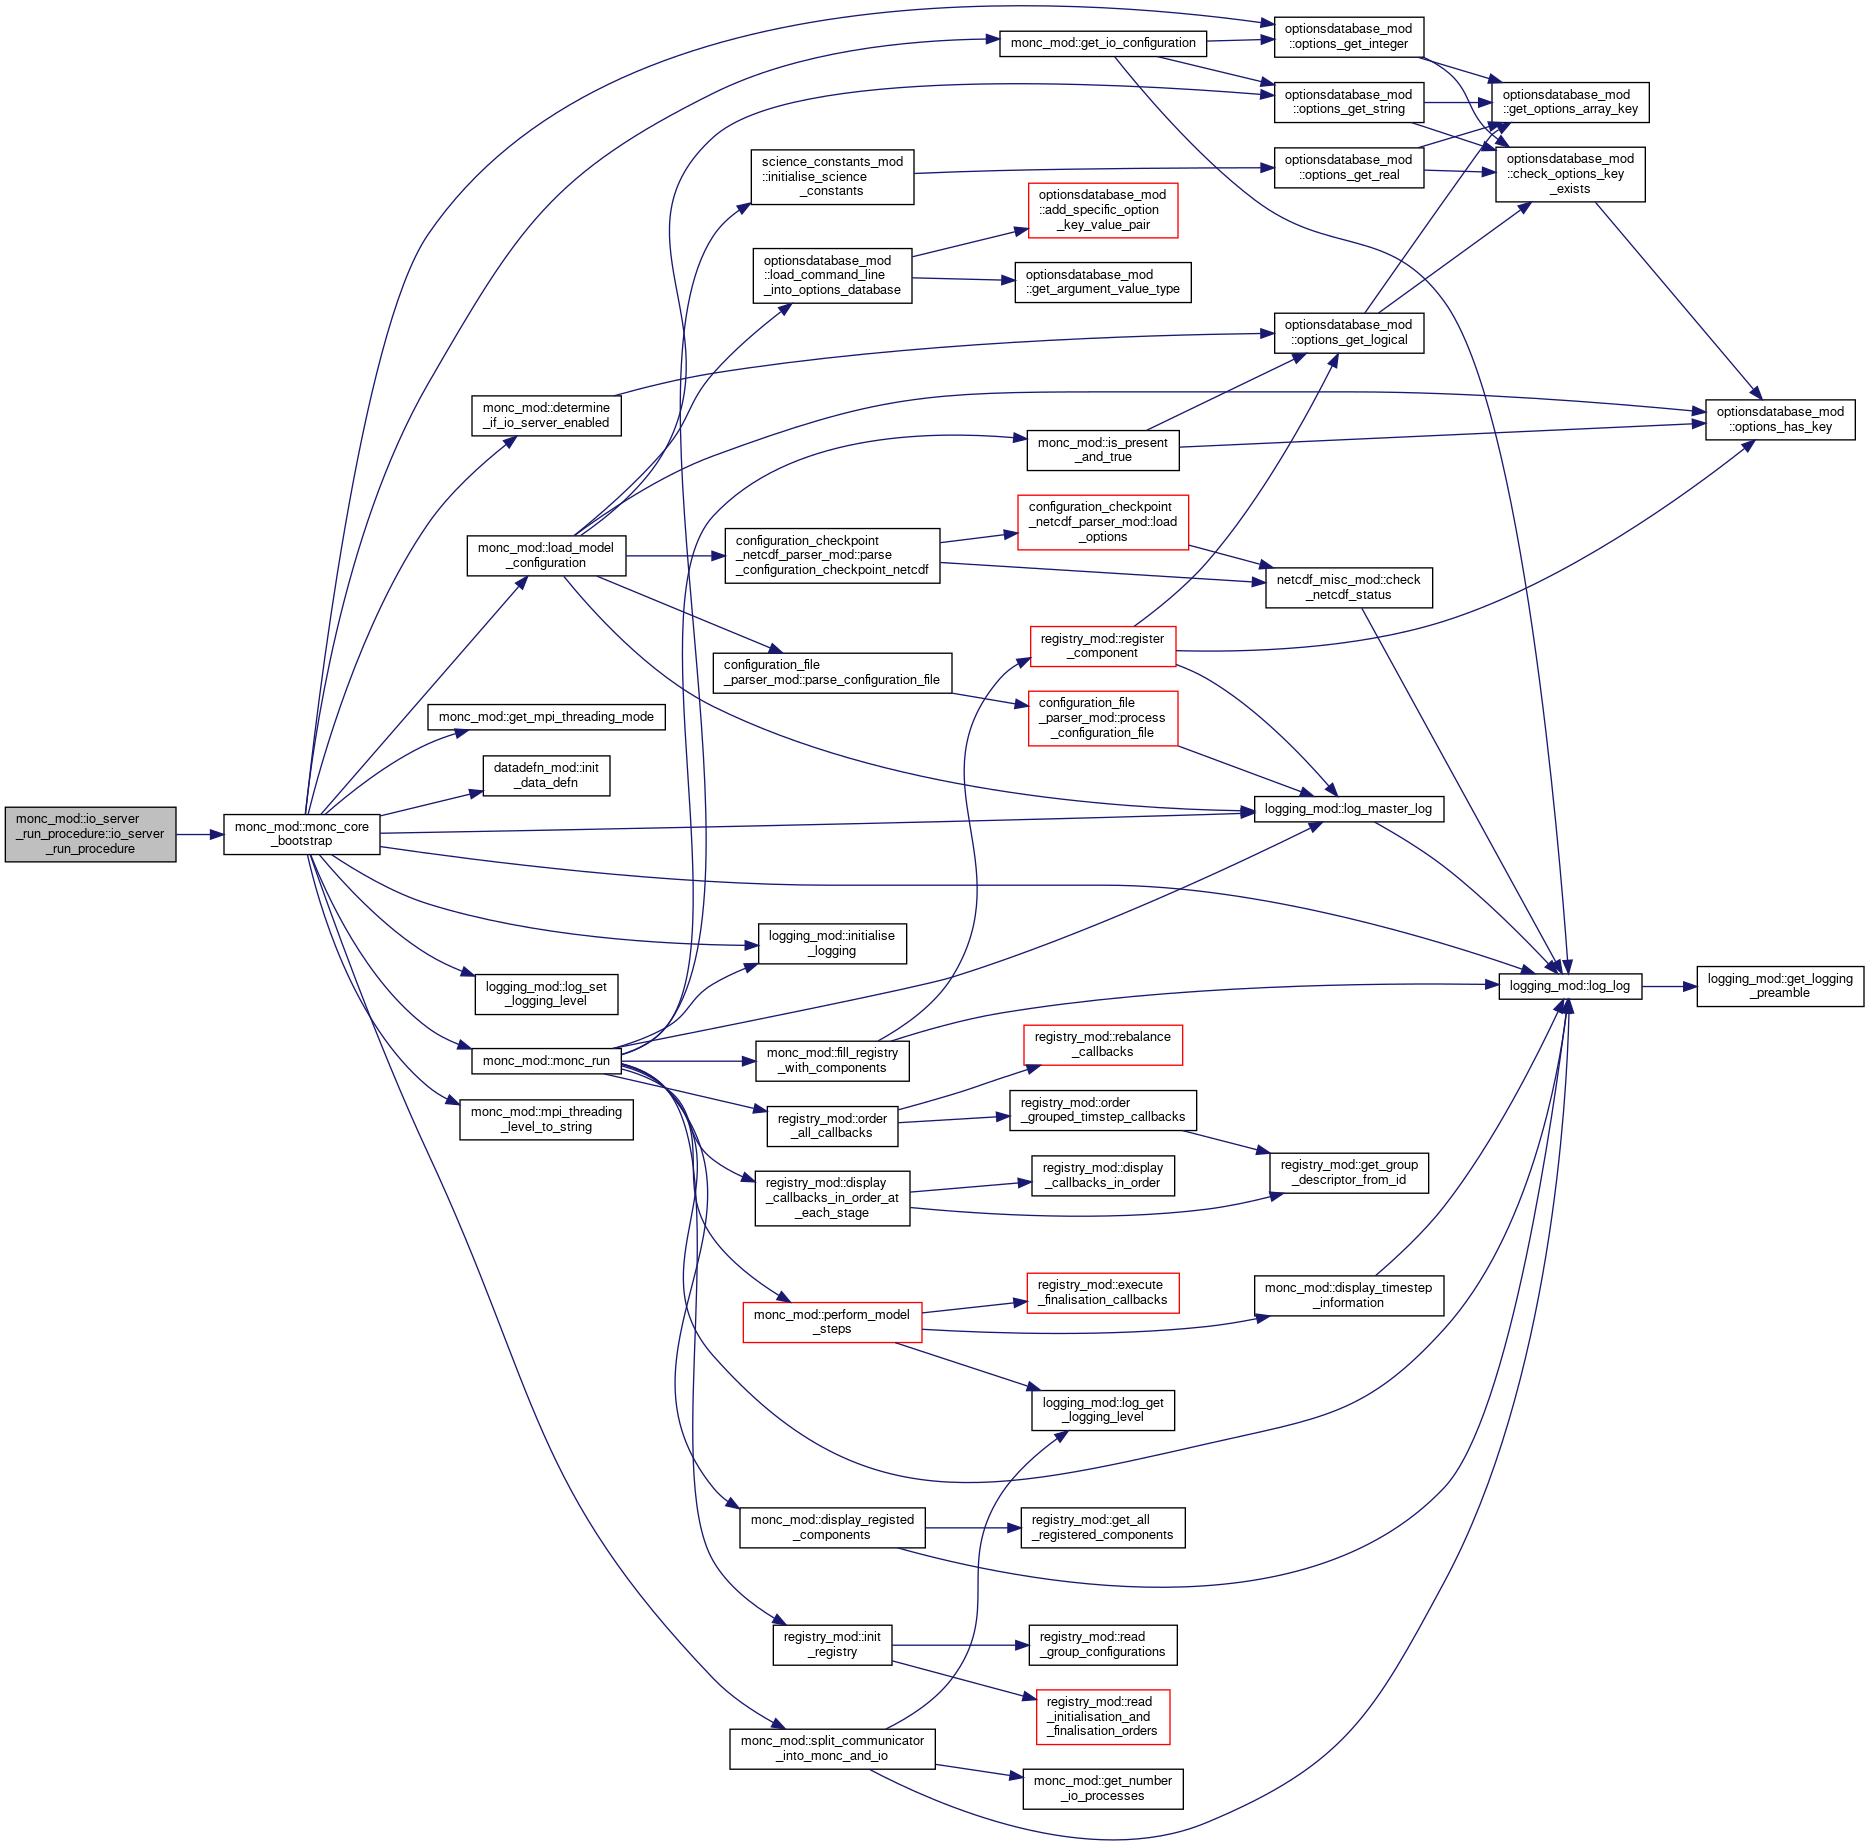 monc_mod::io_server
_run_procedure::io_server
_run_procedure
monc_mod::monc_core
_bootstrap
monc_mod::determine
_if_io_server_enabled
monc_mod::load_model
_configuration
monc_mod::get_mpi_threading_mode
datadefn_mod::init
_data_defn
logging_mod::log_set
_logging_level
monc_mod::monc_run
monc_mod::mpi_threading
_level_to_string
science_constants_mod
::initialise_science
_constants
optionsdatabase_mod
::load_command_line
_into_options_database
configuration_checkpoint
_netcdf_parser_mod::parse
_configuration_checkpoint_netcdf
configuration_file
_parser_mod::parse_configuration_file
logging_mod::initialise
_logging
monc_mod::fill_registry
_with_components
registry_mod::order
_all_callbacks
registry_mod::display
_callbacks_in_order_at
_each_stage
monc_mod::perform_model
_steps
monc_mod::display_registed
_components
registry_mod::init
_registry
monc_mod::split_communicator
_into_monc_and_io
monc_mod::get_io_configuration
optionsdatabase_mod
::add_specific_option
_key_value_pair
optionsdatabase_mod
::get_argument_value_type
monc_mod::is_present
_and_true
configuration_checkpoint
_netcdf_parser_mod::load
_options
registry_mod::register
_component
configuration_file
_parser_mod::process
_configuration_file
registry_mod::rebalance
_callbacks
registry_mod::order
_grouped_timstep_callbacks
registry_mod::display
_callbacks_in_order
registry_mod::execute
_finalisation_callbacks
logging_mod::log_get
_logging_level
registry_mod::get_all
_registered_components
registry_mod::read
_group_configurations
registry_mod::read
_initialisation_and
_finalisation_orders
monc_mod::get_number
_io_processes
optionsdatabase_mod
::options_get_integer
optionsdatabase_mod
::options_get_string
optionsdatabase_mod
::options_get_real
optionsdatabase_mod
::options_get_logical
netcdf_misc_mod::check
_netcdf_status
logging_mod::log_master_log
registry_mod::get_group
_descriptor_from_id
monc_mod::display_timestep
_information
optionsdatabase_mod
::get_options_array_key
optionsdatabase_mod
::check_options_key
_exists
logging_mod::log_log
optionsdatabase_mod
::options_has_key
logging_mod::get_logging
_preamble